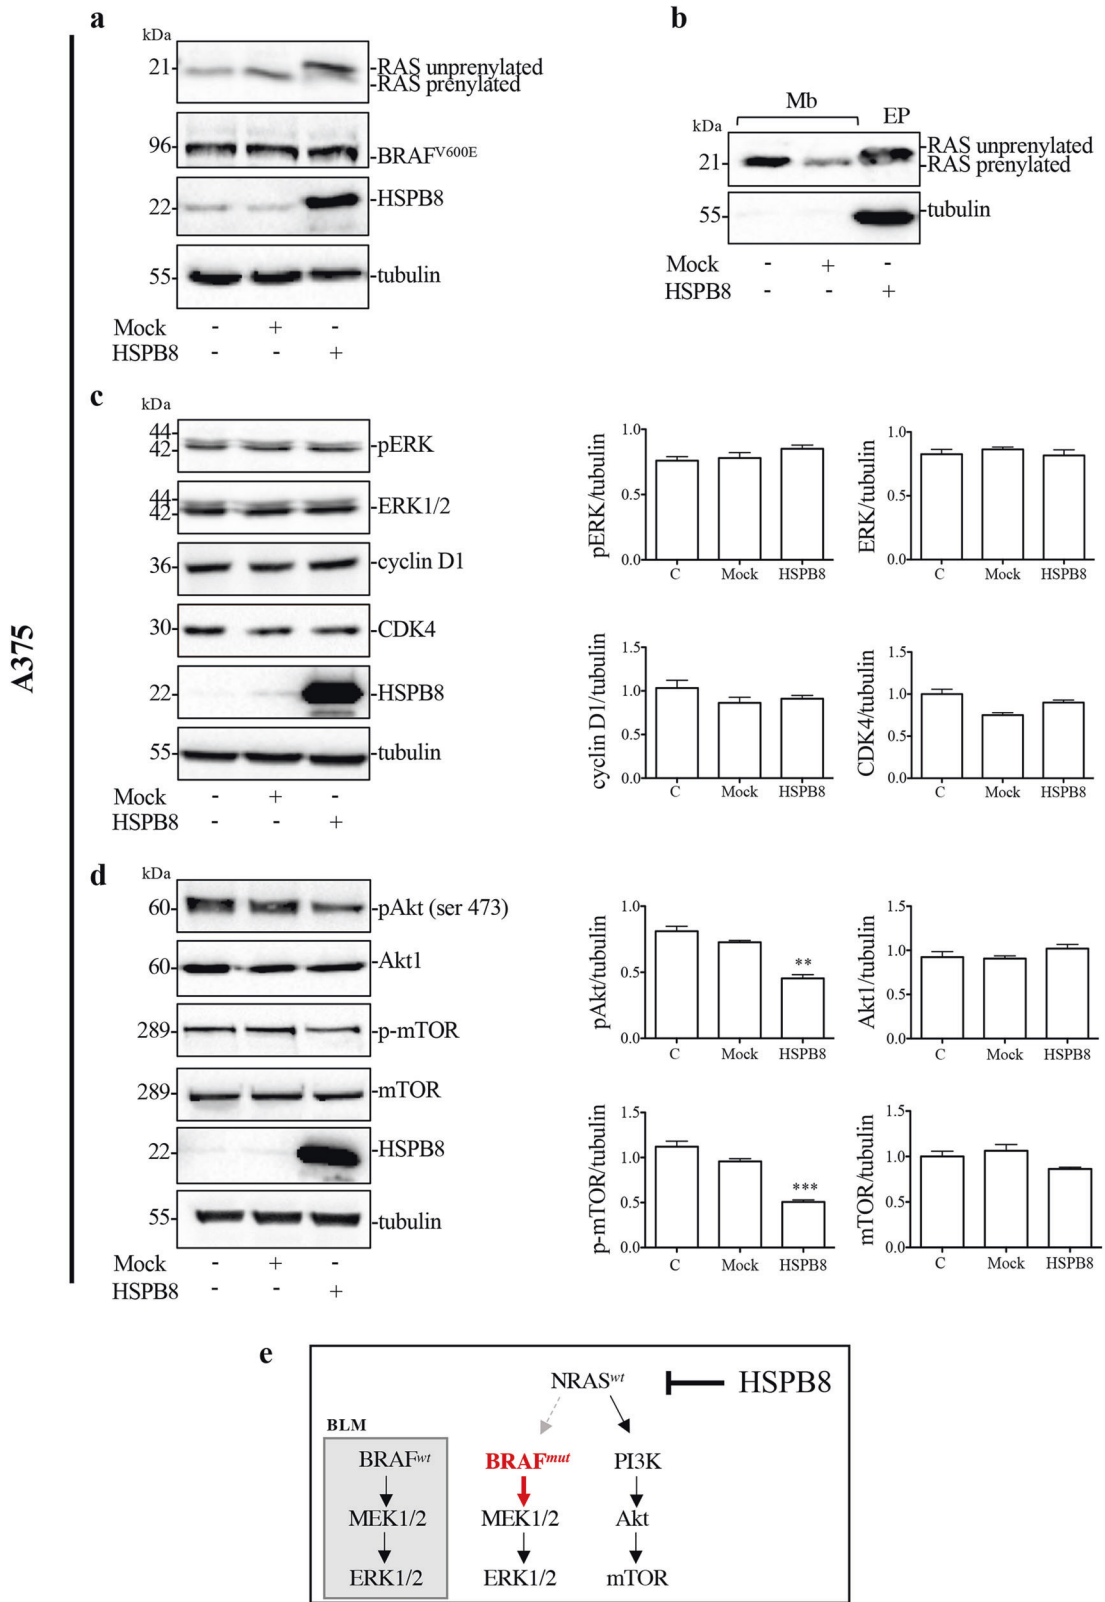 a
kDa
21
RAS unprenylated
RAS prenylated
96
BRAFV600E
HSPB8
22
55
tubulin
Mock - + -
HSPB8 - - +
b
Mb EP
kDa
RAS unprenylated
21 RAS prenylated
55 tubulin
Mock - +
HSPB8 - - +
A375
c
kDa
44
42 pERK
44 ERK1/2
42
36 cyclin D1
30 CDK4
22 HSPB8
55 tubulin
Mock - + -
HSPB8 - - +
pERK/tubulin
1.0
0.5
0.0
C Mock HSPB8
ERK/tubulin
1.0
0.5
0.0
C Mock HSPB8
cyclin D1/tubulin
1.5
1.0
0.5
0.0
C Mock HSPB8
CDK4/tubulin
1.5
1.0
0.5
0.0
C Mock HSPB8
d
kDa
60 pAkt (ser 473)
60 Akt1
289 p-mTOR
289 mTOR
22 HSPB8
55 tubulin
Mock - + -
HSPB8 - - +
pAkt/tubulin
1.0
0.5
0.0
**
C Mock HSPB8
Akt1/tubulin
1.5
1.0
0.5
0.0
C Mock HSPB8
p-mTOR/tubulin
1.5
1.0
0.5
0.0
***
C Mock HSPB8
mTOR/tubulin
1.5
1.0
0.5
0.0
C Mock HSPB8
e
NRASwt HSPB8
BLM
BRAFwt BRAFmut PI3K
MEK1/2 MEK1/2 Akt
ERK1/2 ERK1/2 mTOR